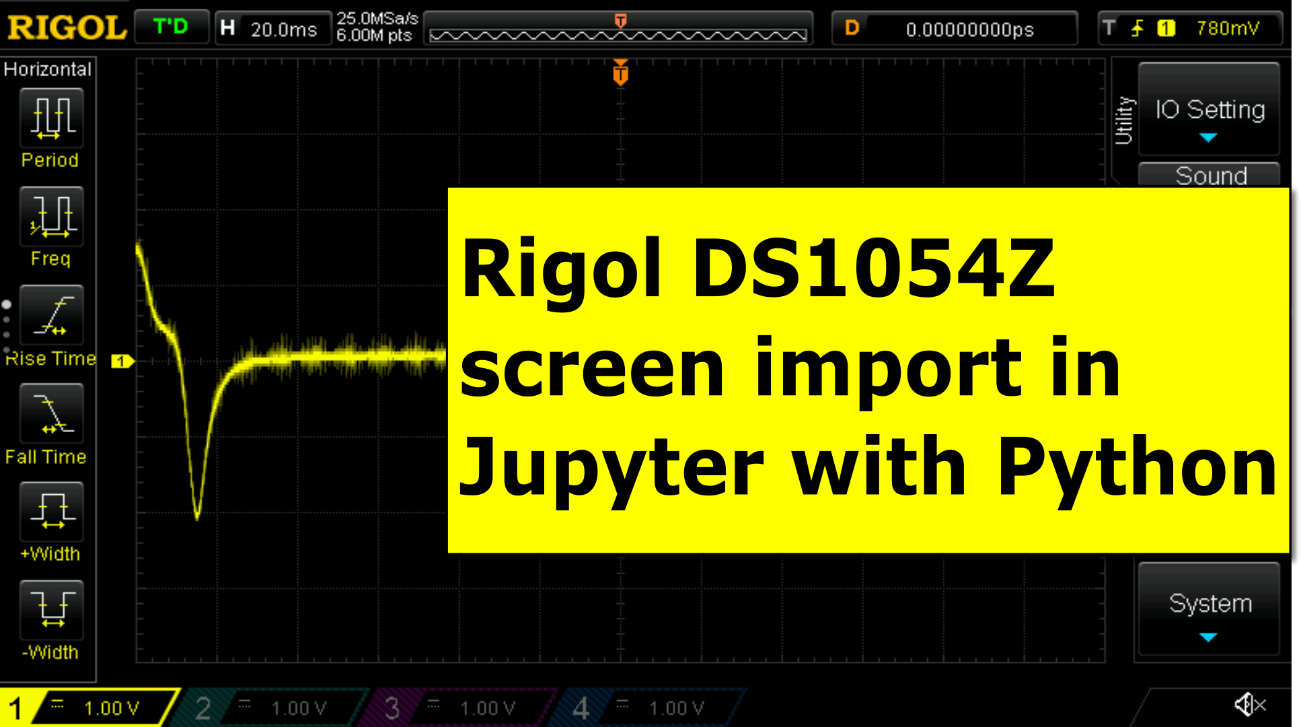 RIGOL T'D H 20.0ms 25.0MSa/s 6.00M pts T D 0.00000000ps T 1 780mV
Horizontal
T
Period
1/
Freq
Rise Time
1
Fall Time
+Width
-Width
Utility
IO Setting
Sound
Rigol DS1054Z
screen import in
Jupyter with Python
System
1 1.00 V 2 1.00 V 3 1.00 V 4 1.00 V